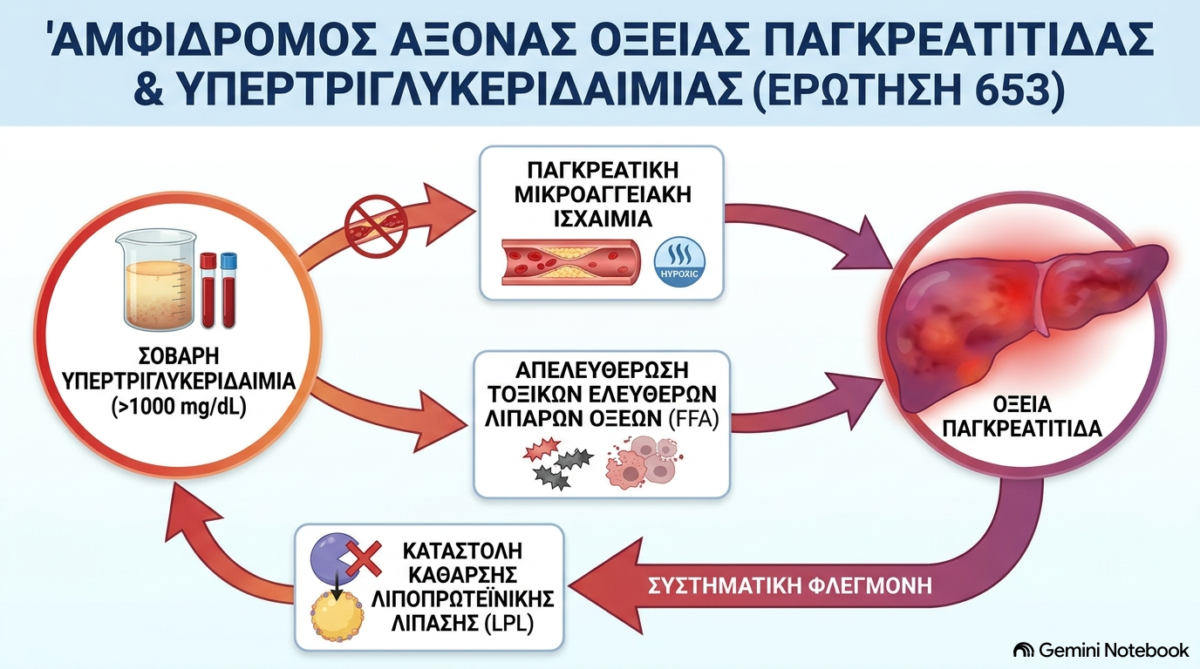 'ΑΜΦΙΔΡΟΜΟΣ ΑΞΟΝΑΣ ΟΞΕΙΑΣ ΠΑΓΚΡΕΑΤΙΤΙΔΑΣ
& ΥΠΕΡΤΡΙΓΛΥΚΕΡΙΔΑΙΜΙΑΣ (ΕΡΩΤΗΣΗ 653)
ΠΑΓΚΡΕΑΤΙΚΗ
ΜΙΚΡΟΑΓΓΕΙΑΚΗ
ΙΣΧΑΙΜΙΑ
HYPOXIC
ΣΟΒΑΡΗ
ΥΠΕΡΤΡΙΓΛΥΚΕΡΙΔΑΙΜΙΑ
(>1000 mg/dL)
ΑΠΕΛΕΥΘΕΡΩΣΗ
ΤΟΞΙΚΩΝ ΕΛΕΥΘΕΡΩΝ
ΛΙΠΑΡΩΝ ΟΞΕΩΝ (FFA)
ΟΞΕΙΑ
ΠΑΓΚΡΕΑΤΙΤΙΔΑ
ΚΑΤΑΣΤΟΛΗ
ΚΑΘΑΡΣΗΣ
ΛΙΠΟΠΡΩΤΕΪΝΙΚΗΣ
ΛΙΠΑΣΗΣ (LPL)
ΣΥΣΤΗΜΑΤΙΚΗ ΦΛΕΓΜΟΝΗ
Gemini Notebook